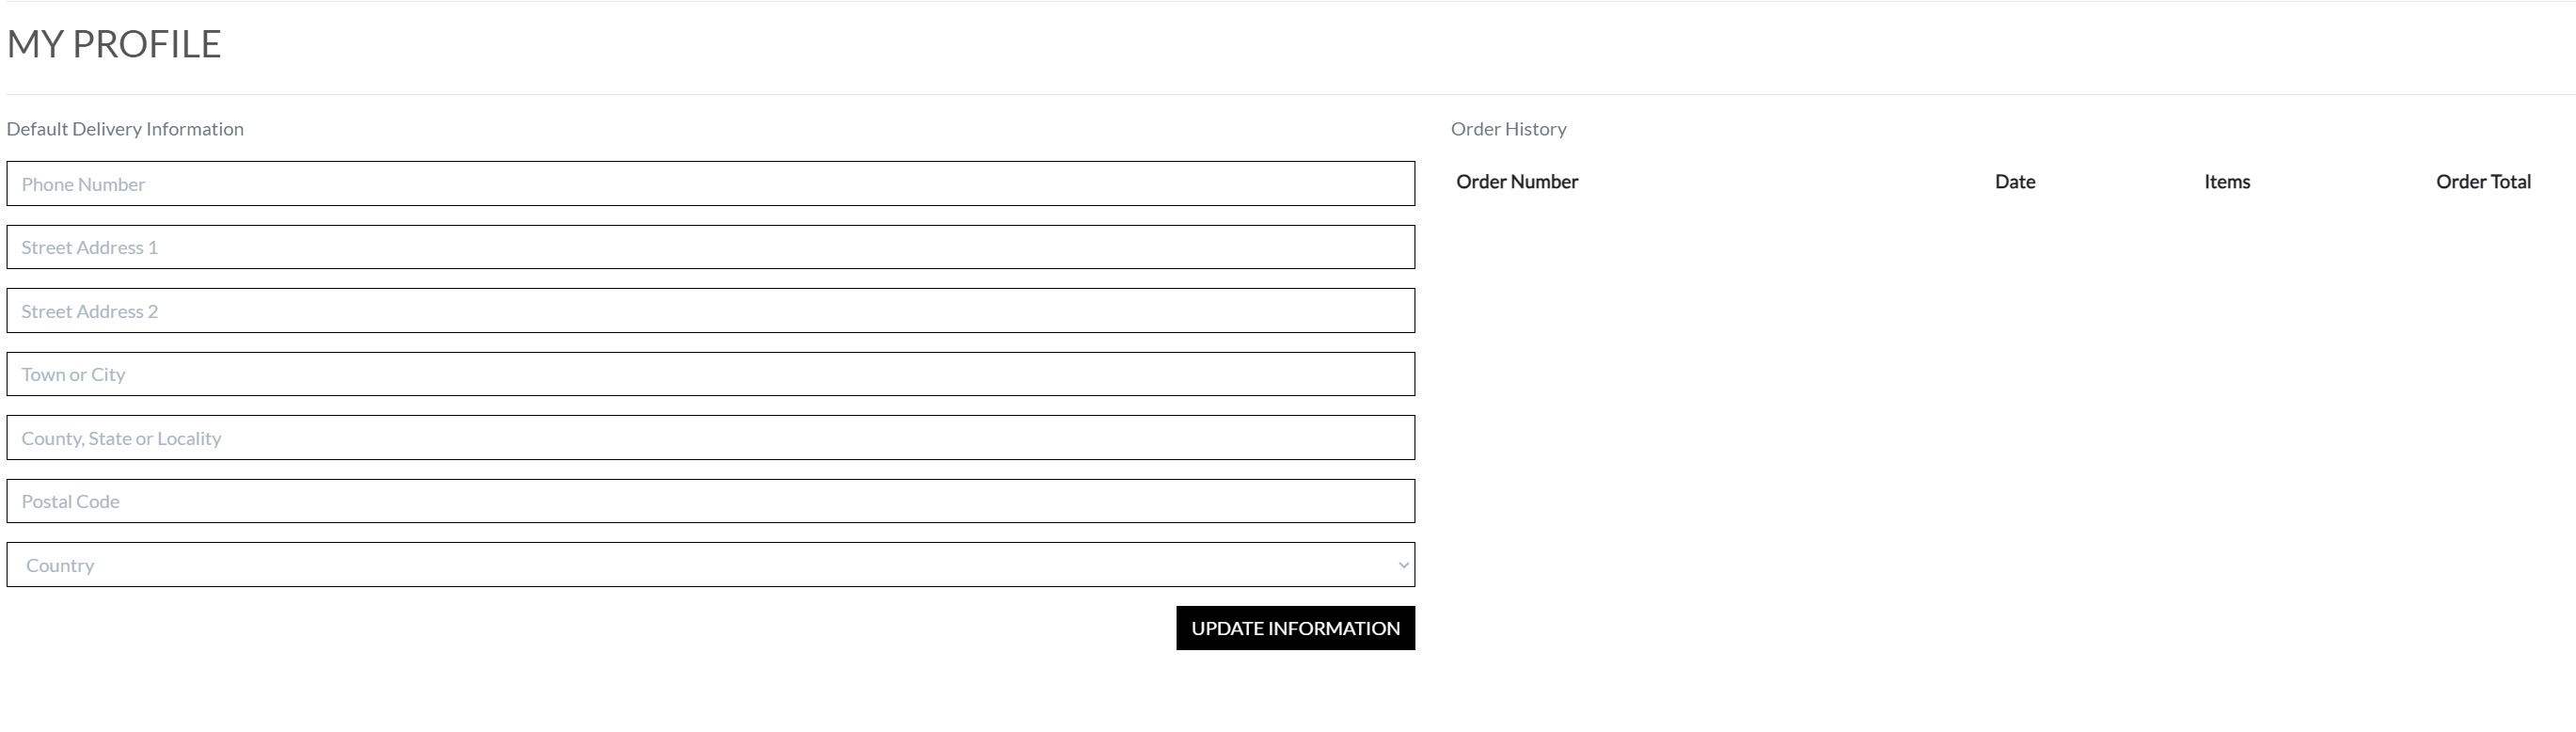 MY PROFILE
Default Delivery Information
Phone Number
Street Address 1
Street Address 2
Town or City
County, State or Locality
Postal Code
Country
UPDATE INFORMATION
Order History
Order Number Date Items Order Total